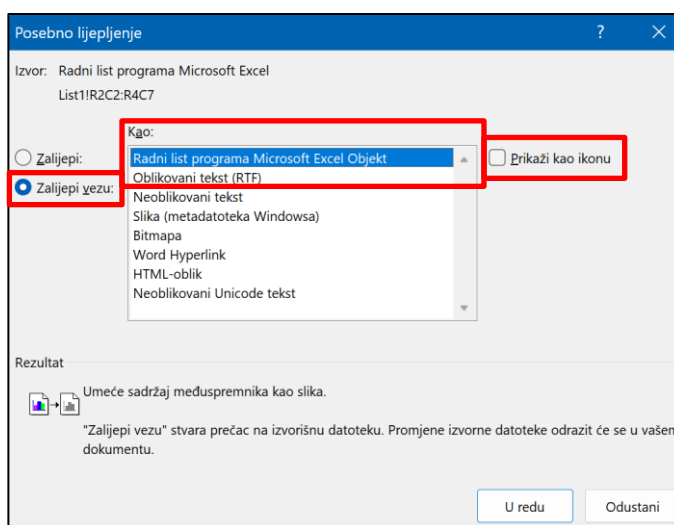 Posebno lijepljenje
?
Izvor: Radni list programa Microsoft Excel
List1!R2C2:R4C7
Kao:
Zalijepi:
Zalijepi vezu:
Radni list programa Microsoft Excel Objekt
Oblikovani tekst (RTF)
Neoblikovani tekst
Slika (metadatoteka Windowsa)
Bitmapa
Word Hyperlink
HTML-oblik
Neoblikovani Unicode tekst
Prikaži kao ikonu
Rezultat
Umeće sadržaj međuspremnika kao slika.
"Zalijepi vezu" stvara prečac na izvorišnu datoteku. Promjene izvorne datoteke odrazit će se u vašem
dokumentu.
U redu
Odustani